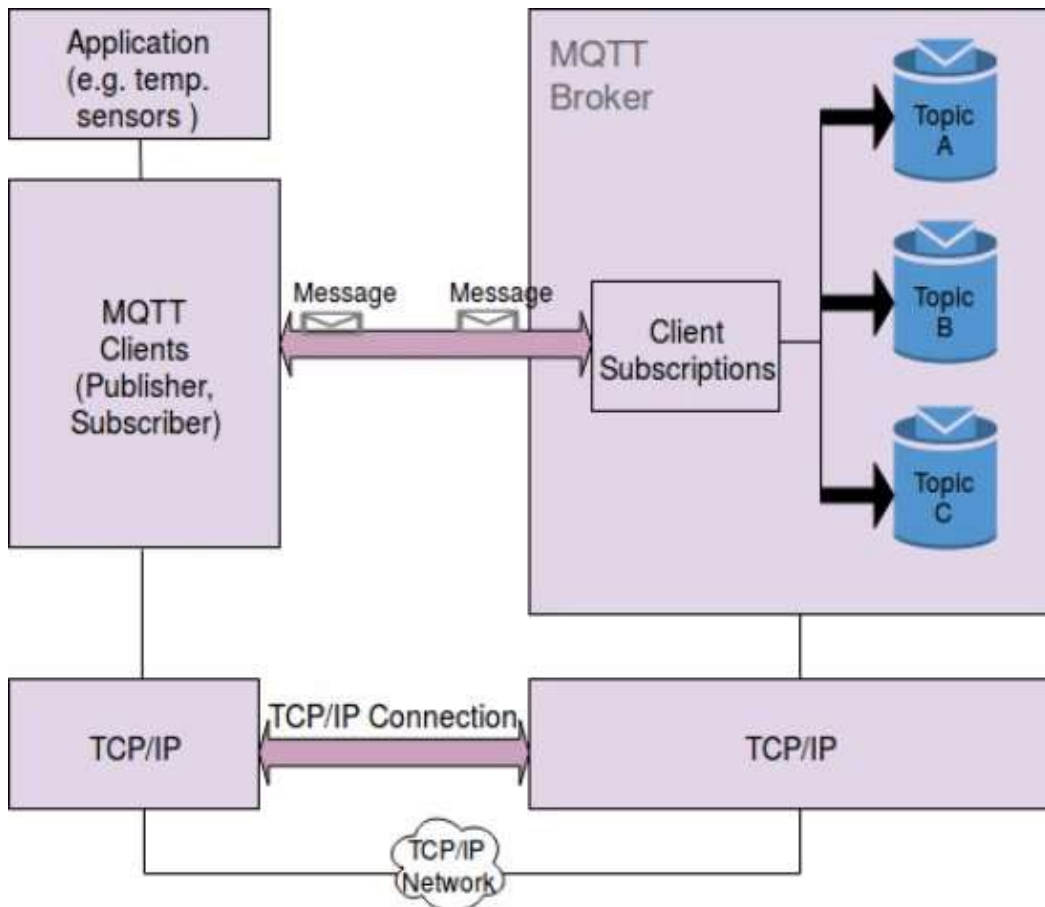 Application
(e.g. temp.
sensors )
MQTT
Broker
Topic
A
Topic
B
Topic
C
Message
Message
MQTT
Clients
(Publisher,
Subscriber)
Client
Subscriptions
TCP/IP
TCP/IP Connection
TCP/IP
TCP/IP
Network